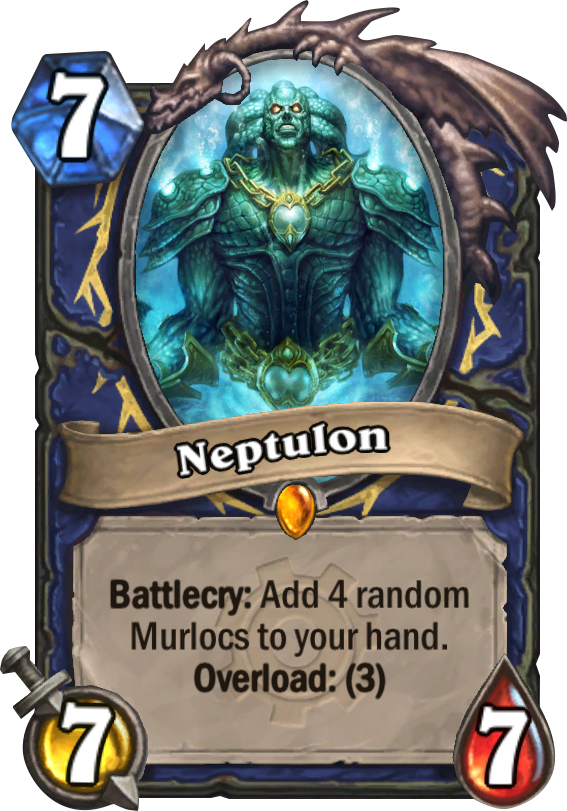 7
Neptulon
Battlecry: Add 4 random
Murlocs to your hand.
Overload: (3)
7
7